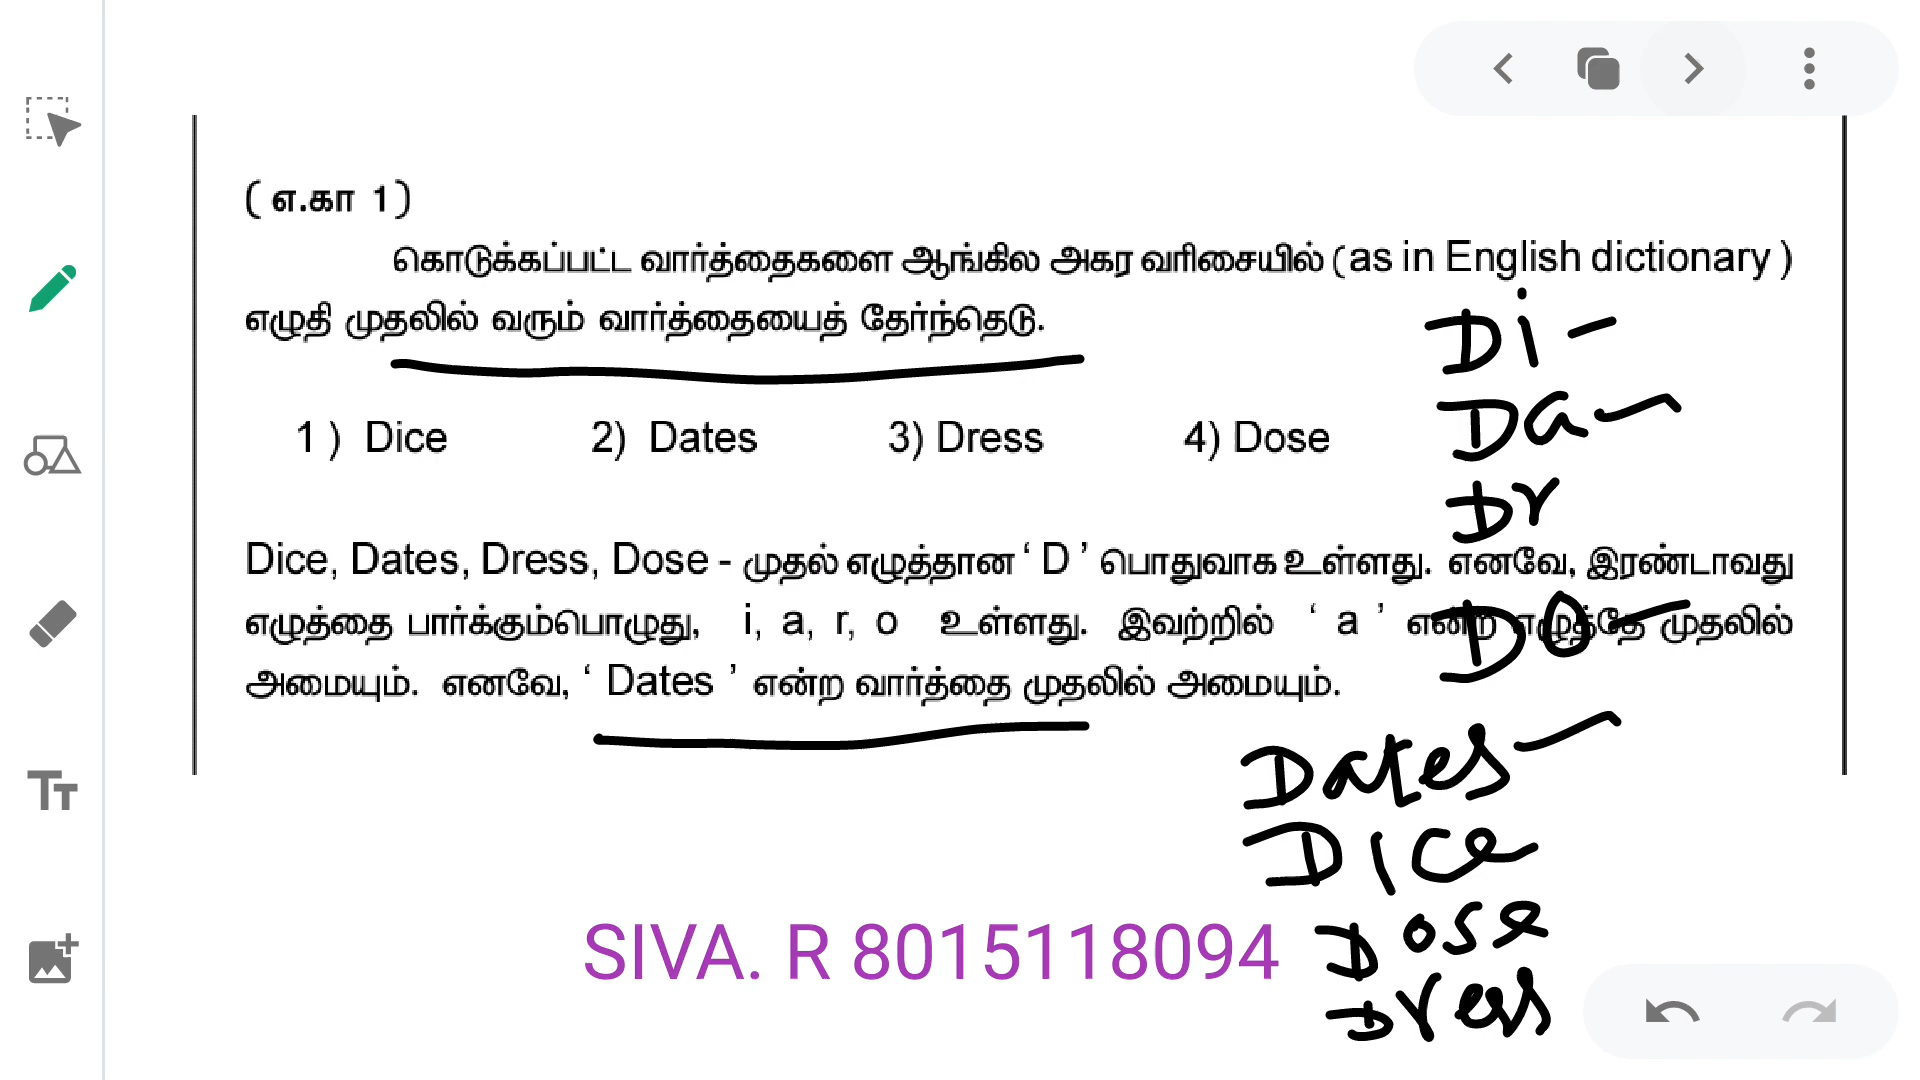 ( எ.கா 1)
கொடுக்கப்பட்ட வார்த்தைகளை ஆங்கில அகர வரிசையில் (as in English dictionary )
எழுதி முதலில் வரும் வார்த்தையைத் தேர்ந்தெடு.
Di
Da
1 ) Dice 2) Dates 3) Dress 4) Dose
Dr
Dice, Dates, Dress, Dose - முதல் எழுத்தான ‘ D ’ பொதுவாக உள்ளது. எனவே, இரண்டாவது
எழுத்தை பார்க்கும்பொழுது, i, a, r, o உள்ளது. இவற்றில் ‘ a ’ என்ற எழுத்தே முதலில்
Do
அமையும். எனவே, ‘ Dates ’ என்ற வார்த்தை முதலில் அமையும்.
Dates
Dice
Dose
SIVA. R 8015118094
Dress
Tт